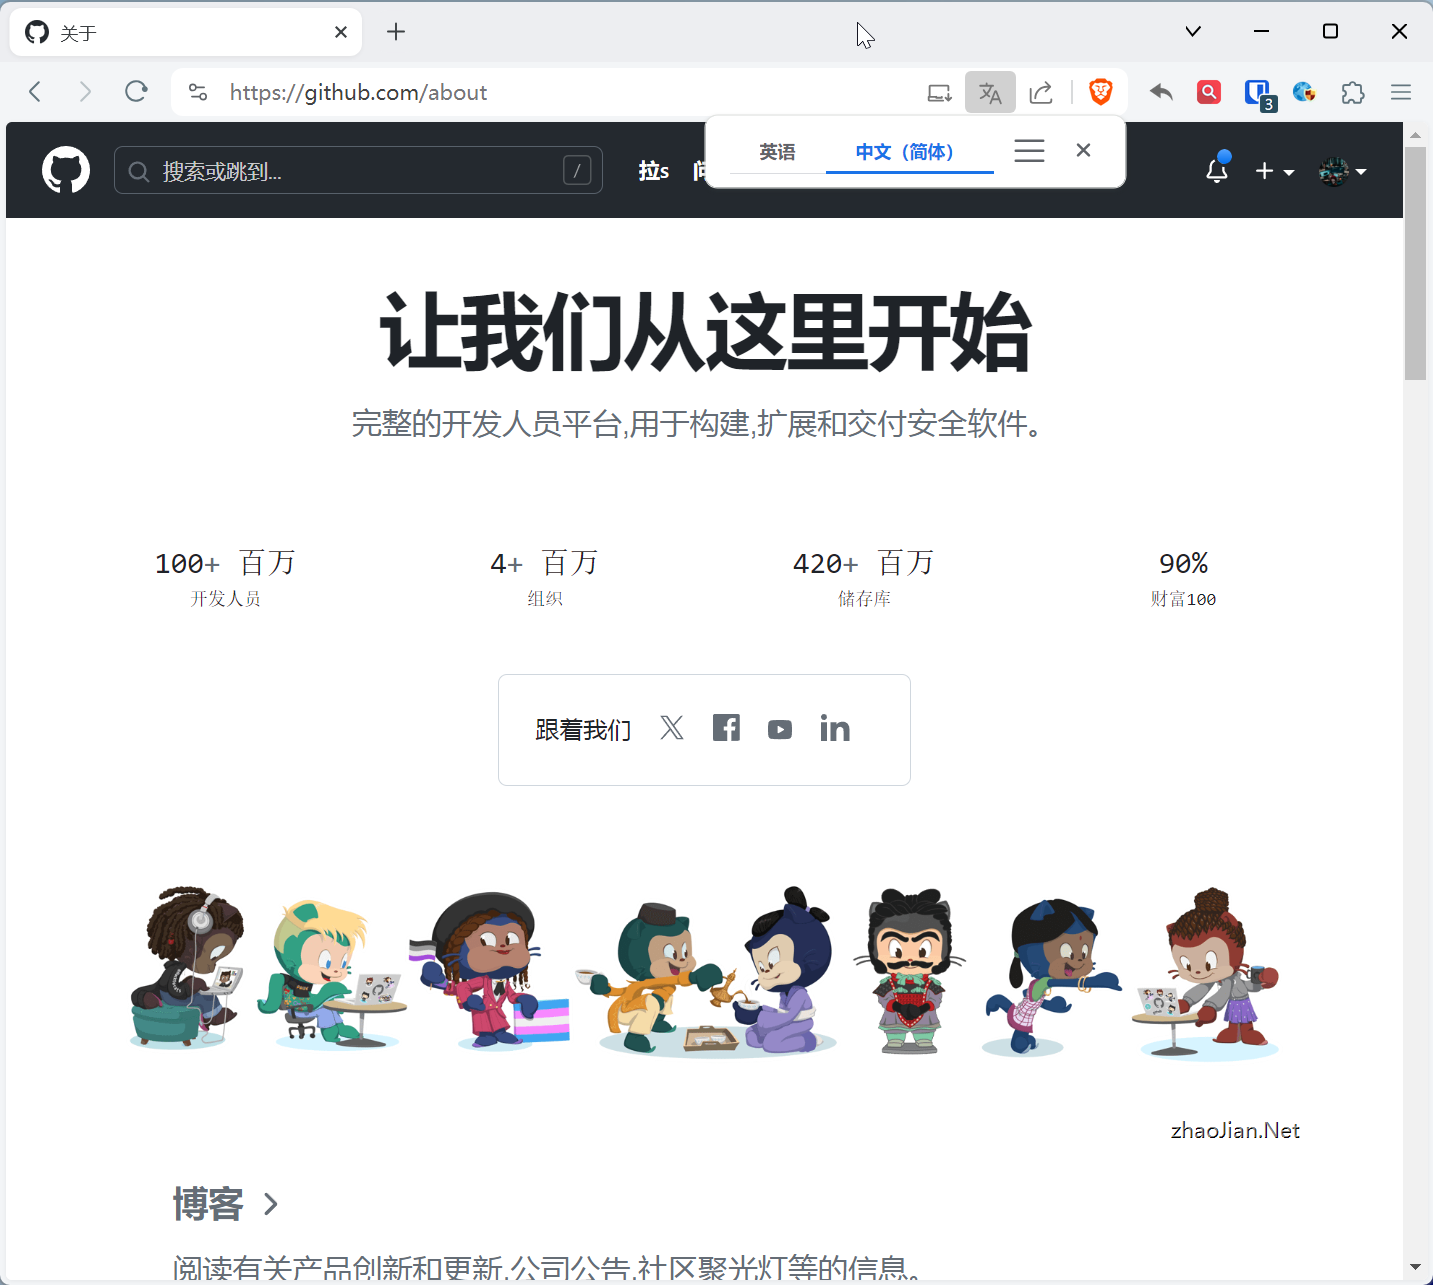 关于
https://github.com/about
3
英语 中文（简体）
搜索或跳到... /
拉s
让我们从这里开始
完整的开发人员平台,用于构建,扩展和交付安全软件。
100+ 百万
开发人员
4+ 百万
组织
420+ 百万
储存库
90%
财富100
跟着我们
zhaoJian.Net
博客
阅读有关产品创新和更新,公司公告,社区聚光灯等的信息。